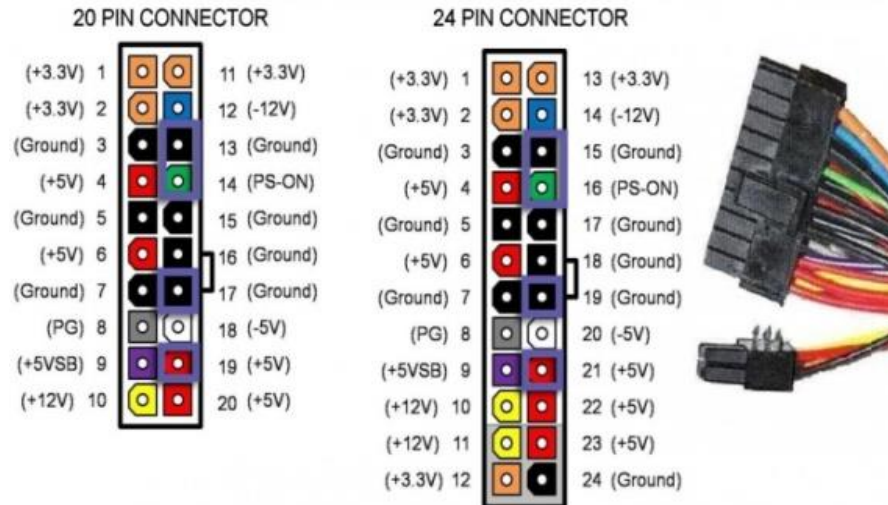 20 PIN CONNECTOR
(+3.3V) 1 11 (+3.3V)
(+3.3V) 2 12 (-12V)
(Ground) 3 13 (Ground)
(+5V) 4 14 (PS-ON)
(Ground) 5 15 (Ground)
(+5V) 6 16 (Ground)
(Ground) 7 17 (Ground)
(PG) 8 18 (-5V)
(+5VSB) 9 19 (+5V)
(+12V) 10 20 (+5V)
24 PIN CONNECTOR
(+3.3V) 1 13 (+3.3V)
(+3.3V) 2 14 (-12V)
(Ground) 3 15 (Ground)
(+5V) 4 16 (PS-ON)
(Ground) 5 17 (Ground)
(+5V) 6 18 (Ground)
(Ground) 7 19 (Ground)
(PG) 8 20 (-5V)
(+5VSB) 9 21 (+5V)
(+12V) 10 22 (+5V)
(+12V) 11 23 (+5V)
(+3.3V) 12 24 (Ground)